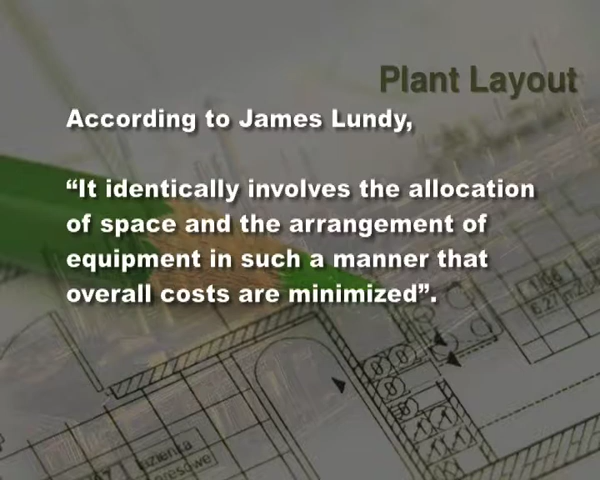 Plant Layout
According to James Lundy,
“It identically involves the allocation
of space and the arrangement of
equipment in such a manner that
overall costs are minimized”.